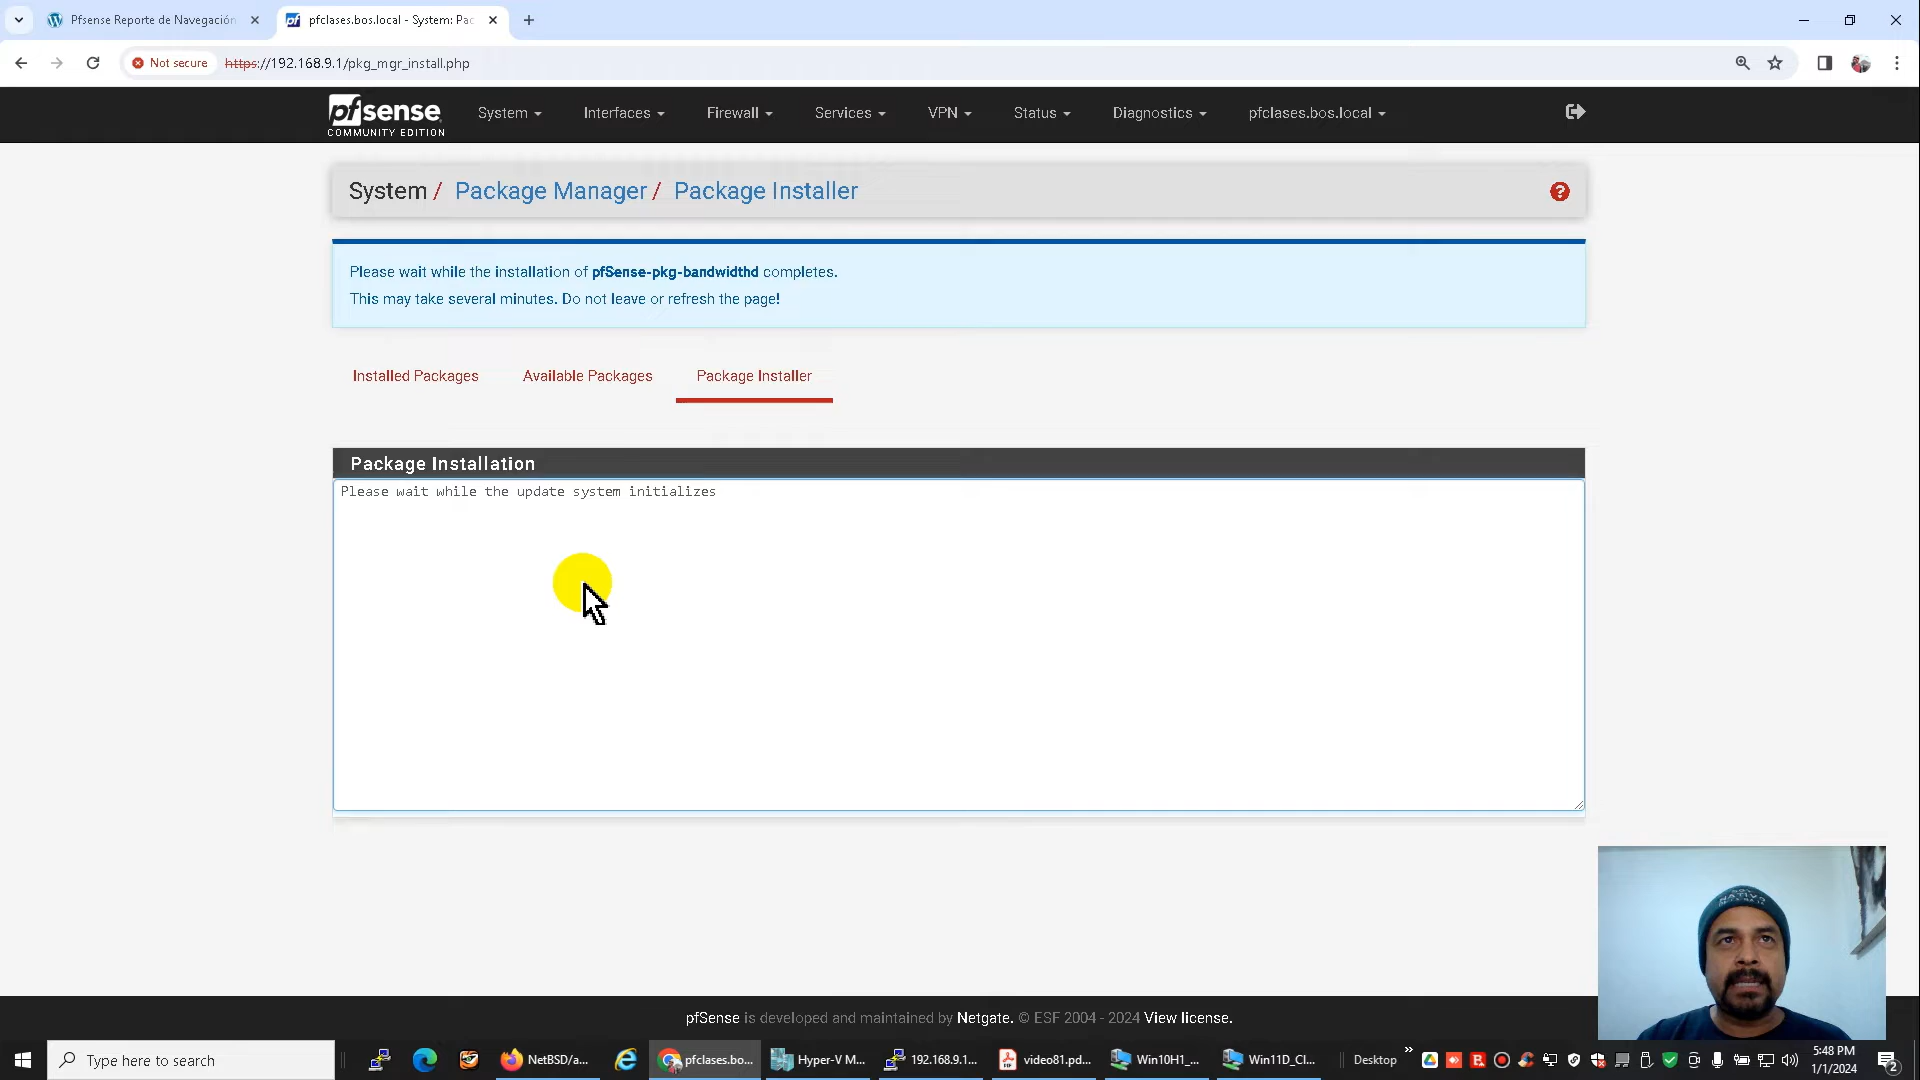 Pfsense Reporte de Navegación
pfclases.bos.local - System: Pac
Not secure
https://192.168.9.1/pkg_mgr_install.php
pfsense
COMMUNITY EDITION
System
Interfaces
Firewall
Services
VPN
Status
Diagnostics
pfclases.bos.local
System / Package Manager / Package Installer
Please wait while the installation of pfSense-pkg-bandwidthd completes.
This may take several minutes. Do not leave or refresh the page!
Installed Packages
Available Packages
Package Installer
Package Installation
Please wait while the update system initializes
NATIVO
pfSense is developed and maintained by Netgate. © ESF 2004 - 2024 View license.
Type here to search
NetBSD/a...
pfclases.bo...
Hyper-V M...
192.168.9.1...
video81.pd...
Win10H1_...
Win11D_Cl...
Desktop
5:48 PM
1/1/2024
2